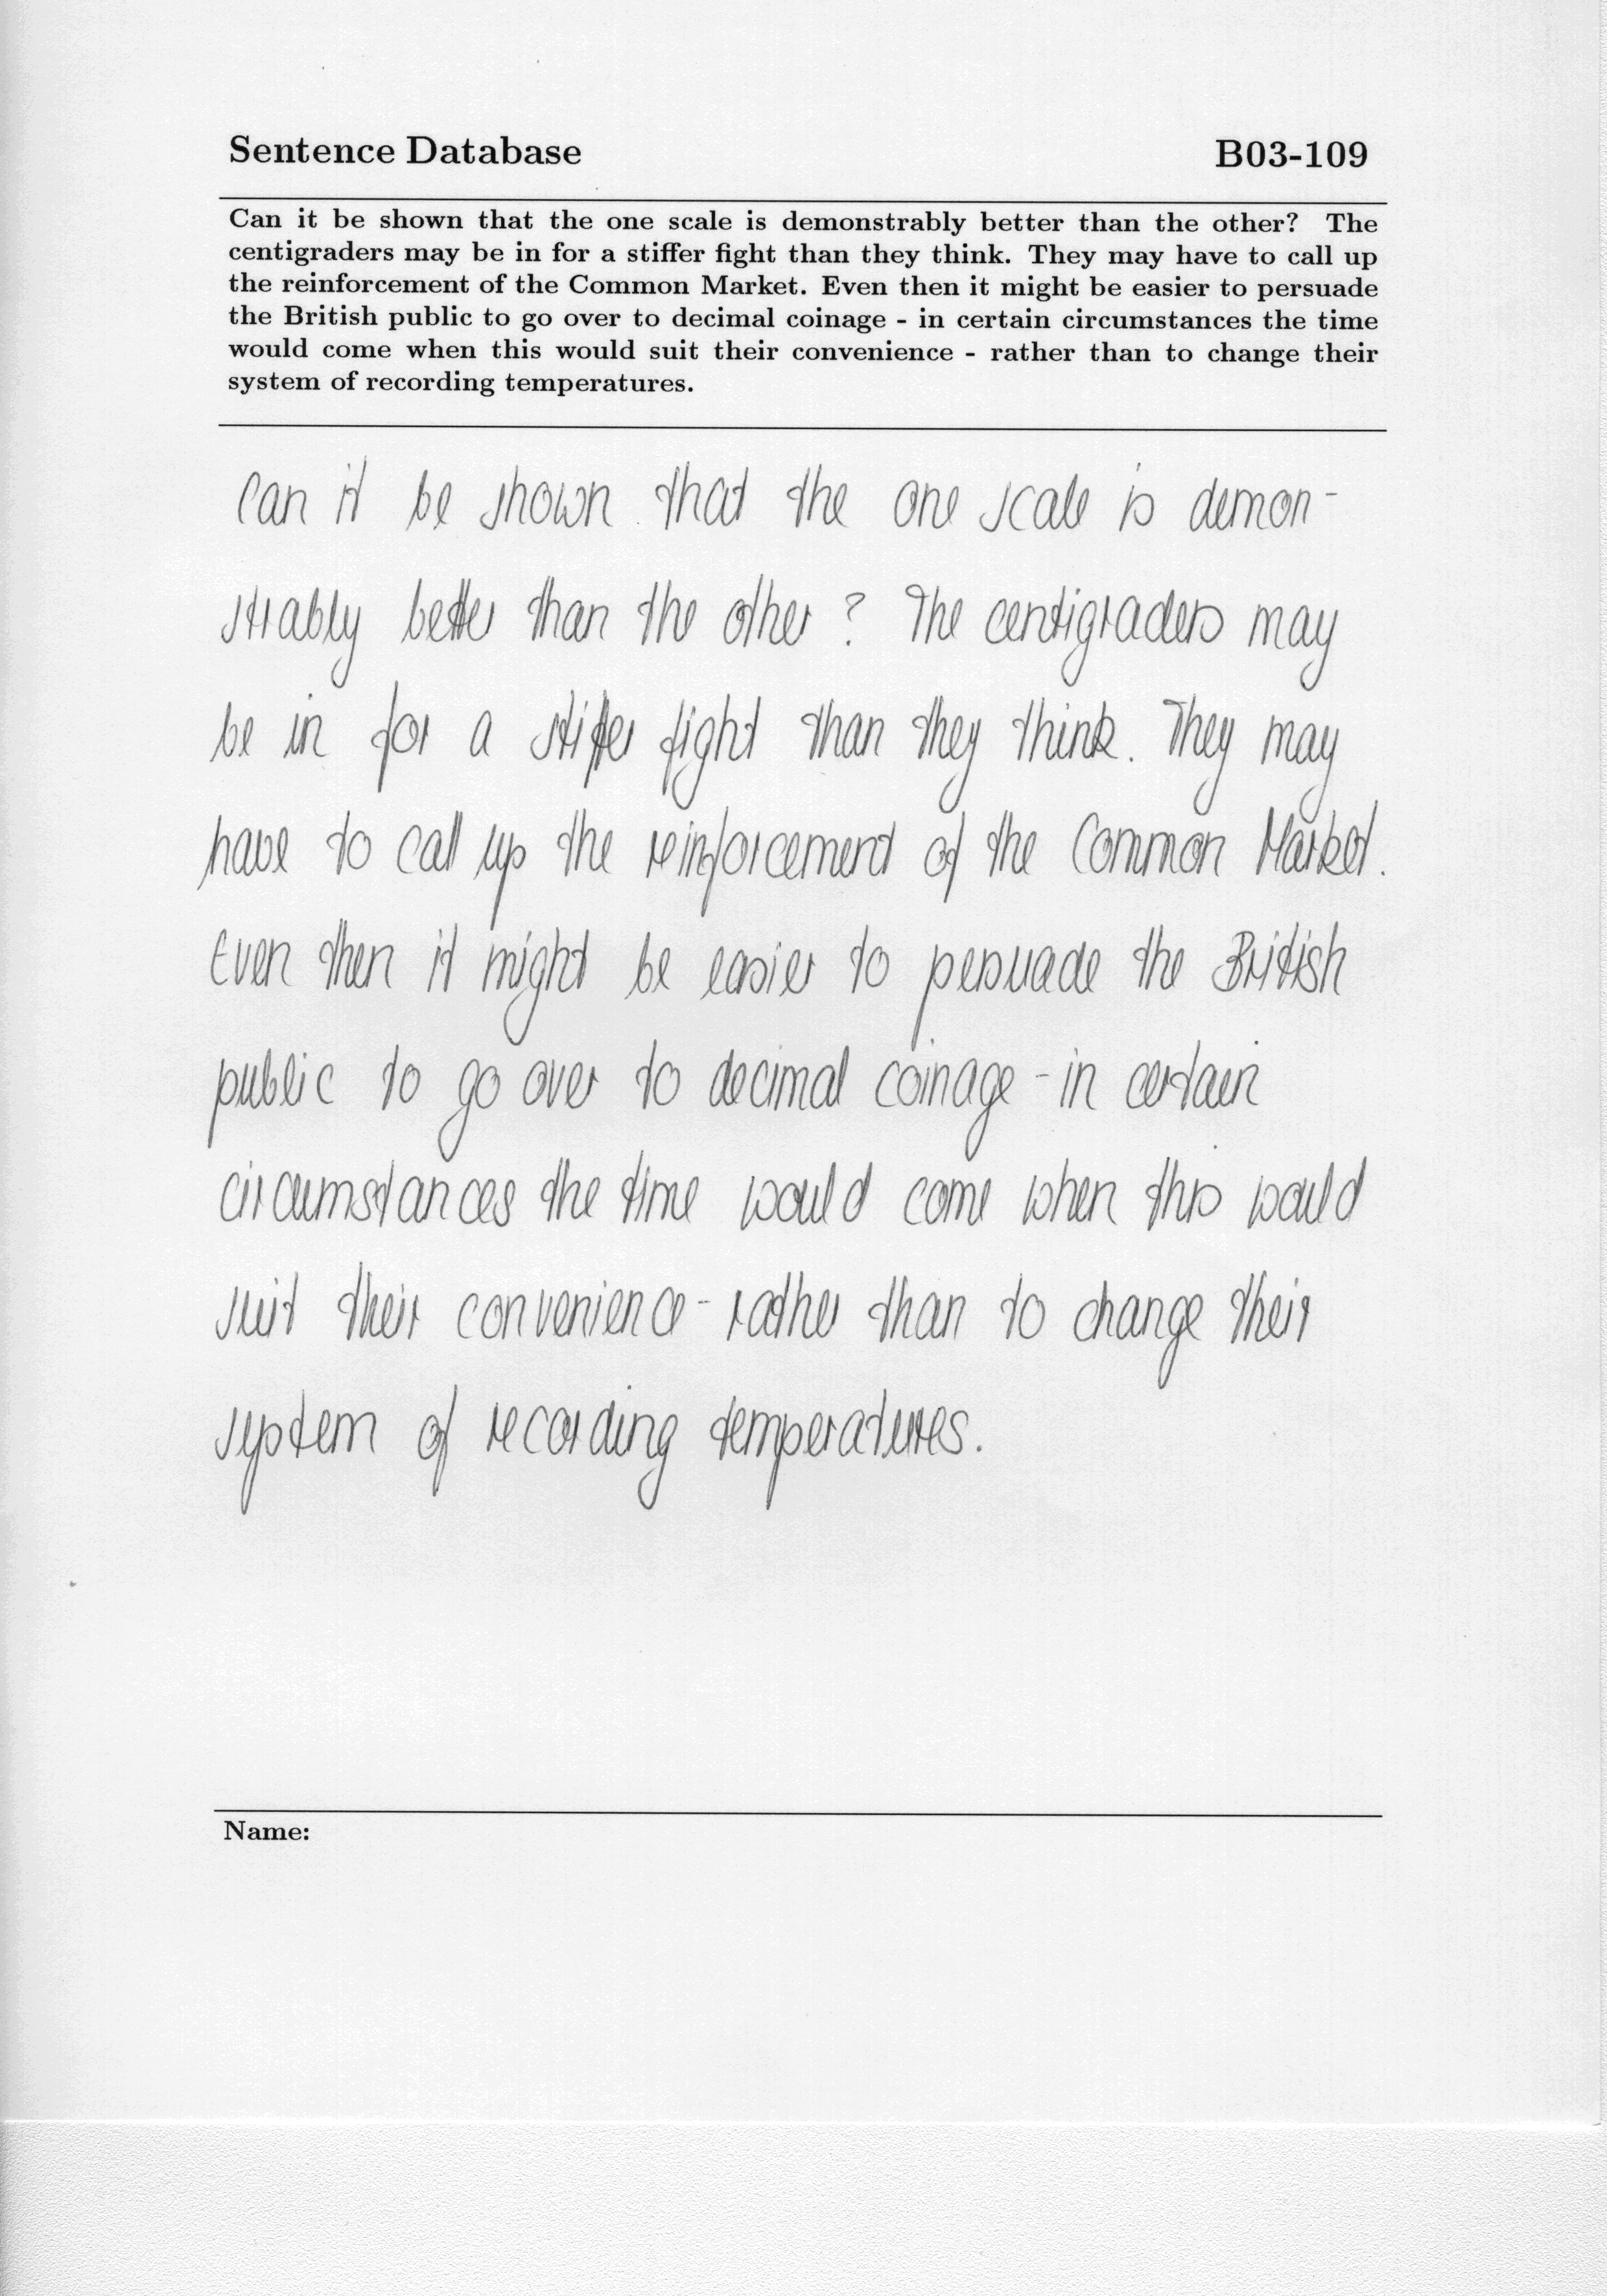 Sentence Database B03-109
Can it be shown that the one scale is demonstrably better than the other? The
centigraders may be in for a stiffer fight than they think. They may have to call up
the reinforcement of the Common Market. Even then it might be easier to persuade
the British public to go over to decimal coinage - in certain circumstances the time
would come when this would suit their convenience - rather than to change their
system of recording temperatures.
Can it be shown that the one scale is demon-
strably better than the other ? The centigraders may
be in for a stiffer fight than they think. They may
have to call up the reinforcement of the Common Market.
Even then it might be easier to persuade the British
public to go over to decimal coinage - in certain
circumstances the time would come when this would
suit their convenience - rather than to change their
system of recording temperatures.
Name: